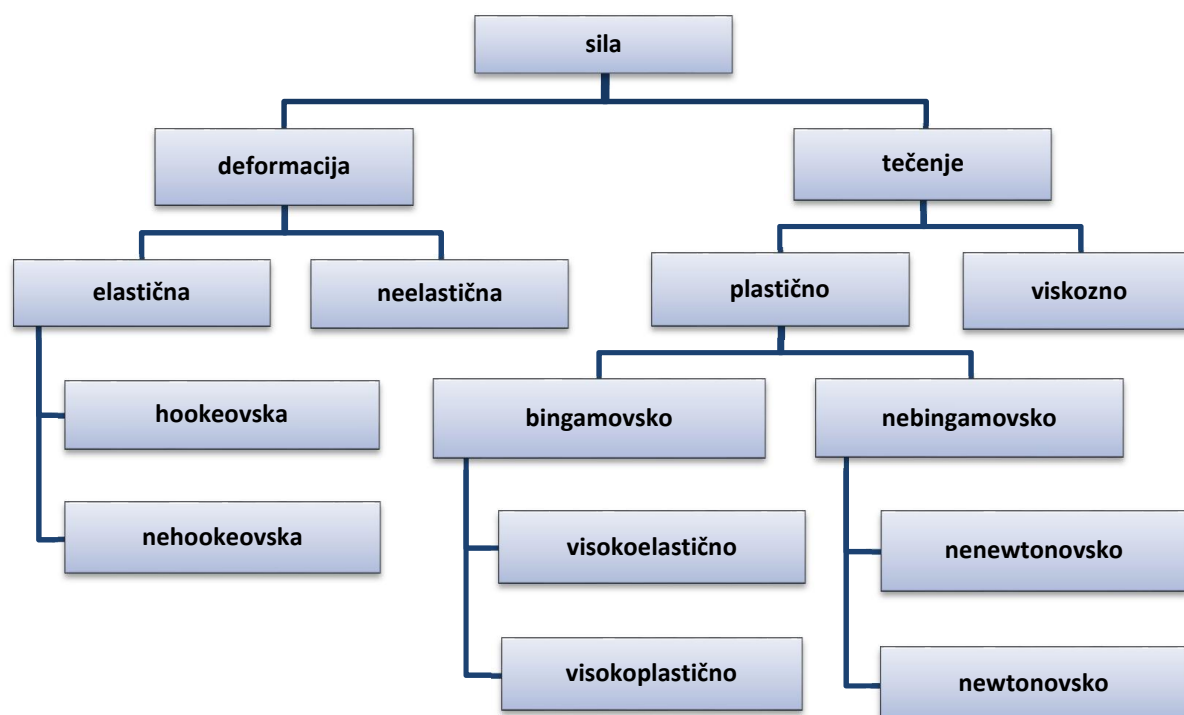 sila
deformacija
tečenje
elastična
neelastična
plastično
viskozno
hookeovska
bingamovsko
nebingamovsko
nehookeovska
visokoelastično
nenewtonovsko
visokoplastično
newtonovsko